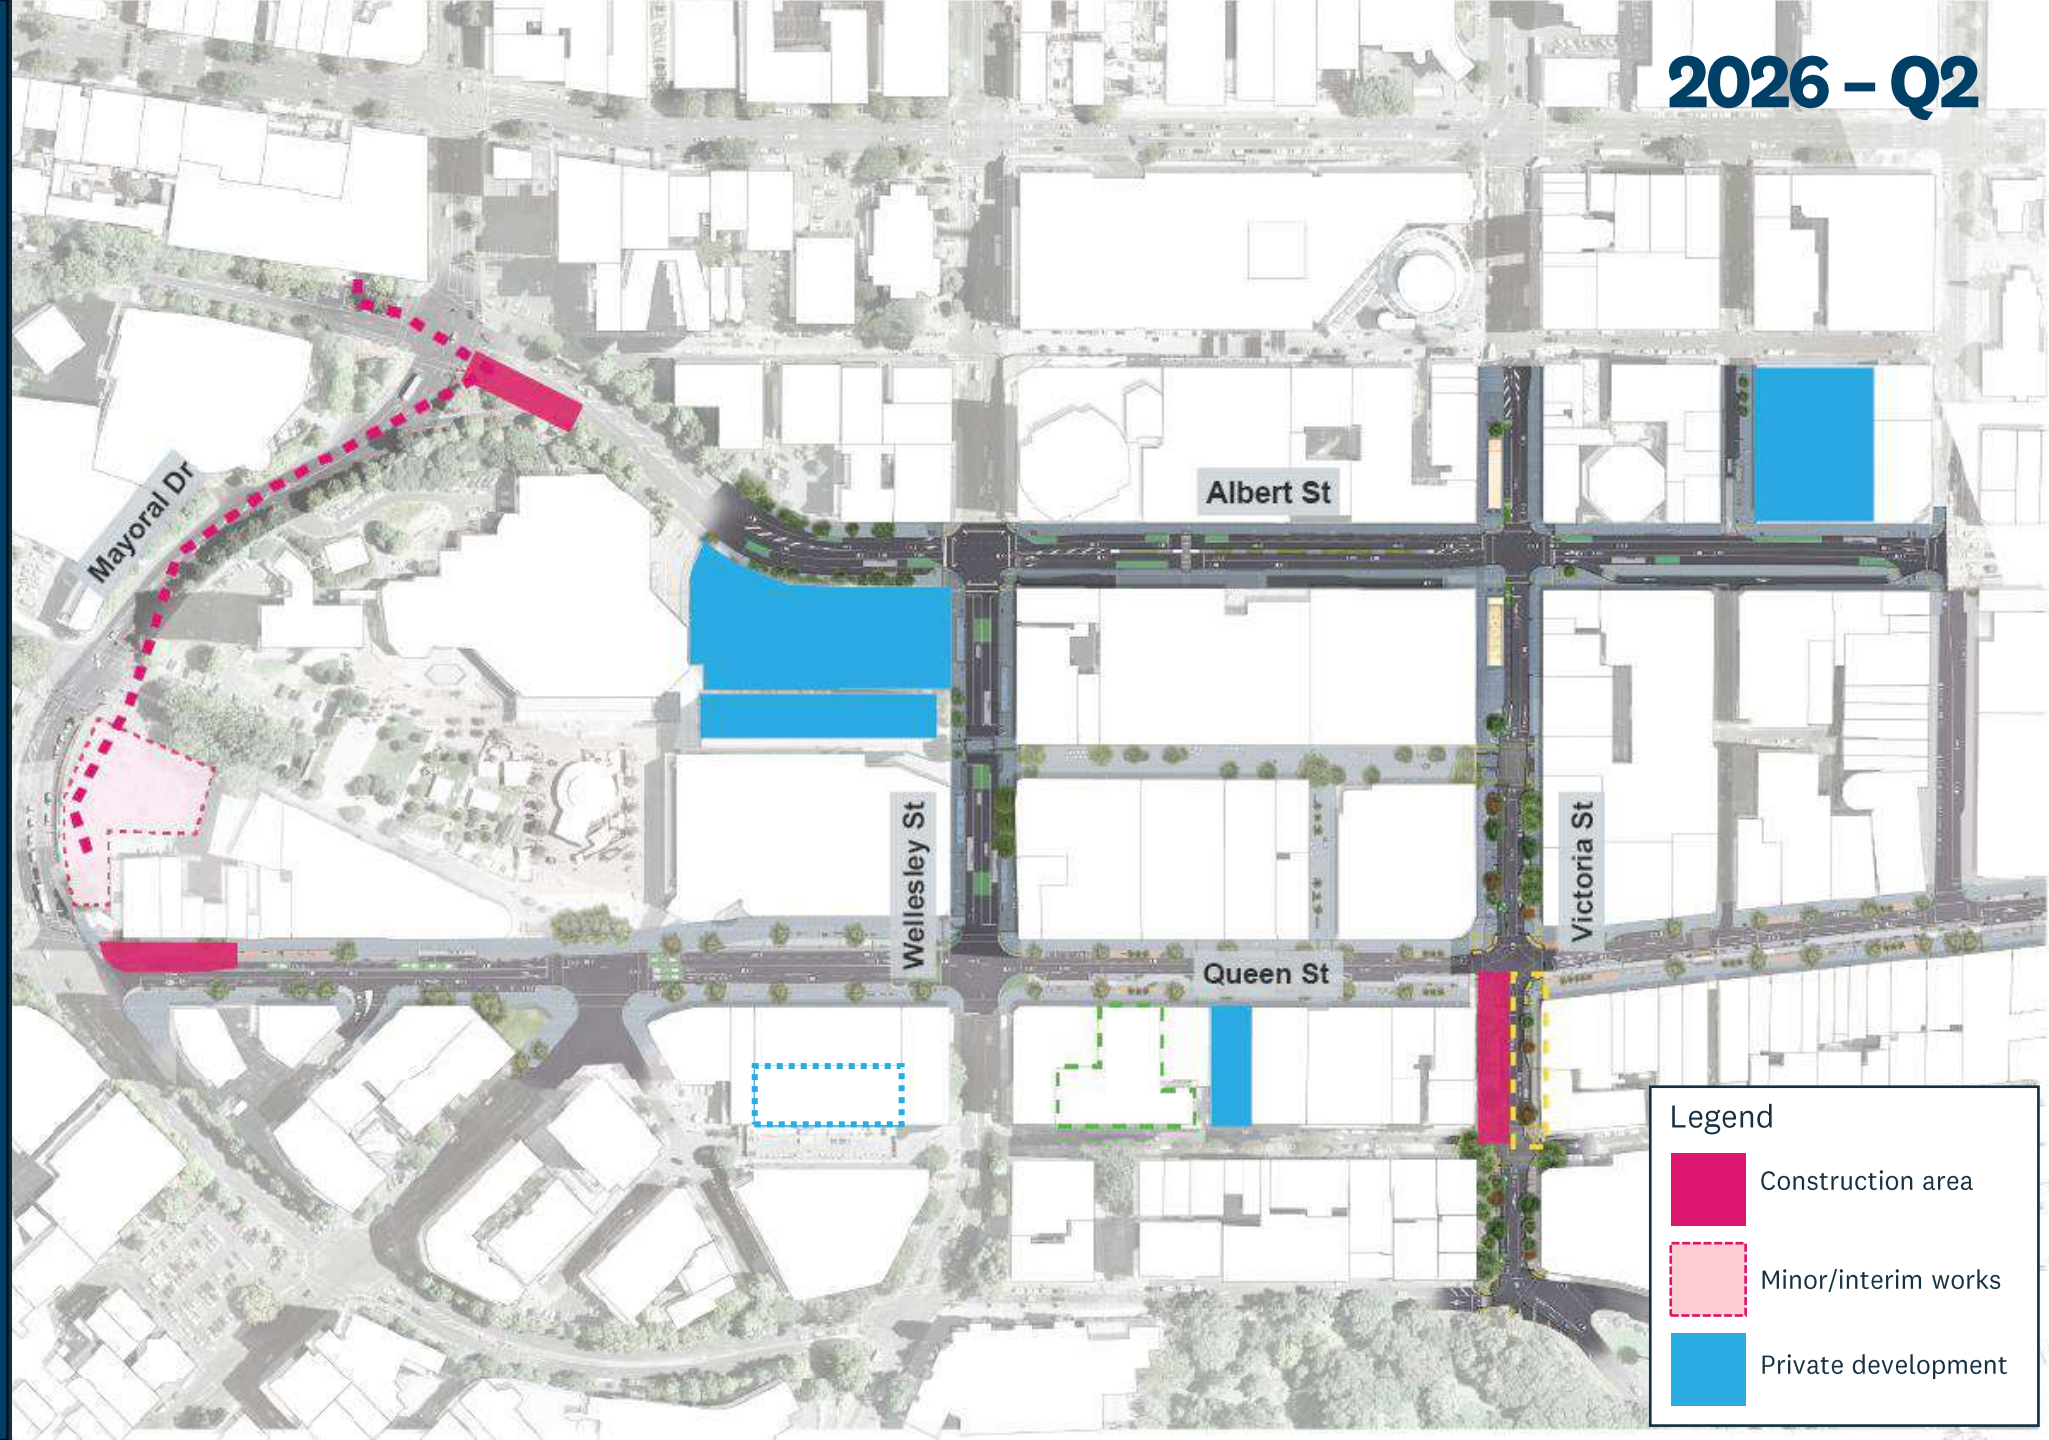 2026 – Q2
Albert St
Mayoral Dr
Wellesley St
Victoria St
Queen St
Legend
Construction area
Minor/interim works
Private development